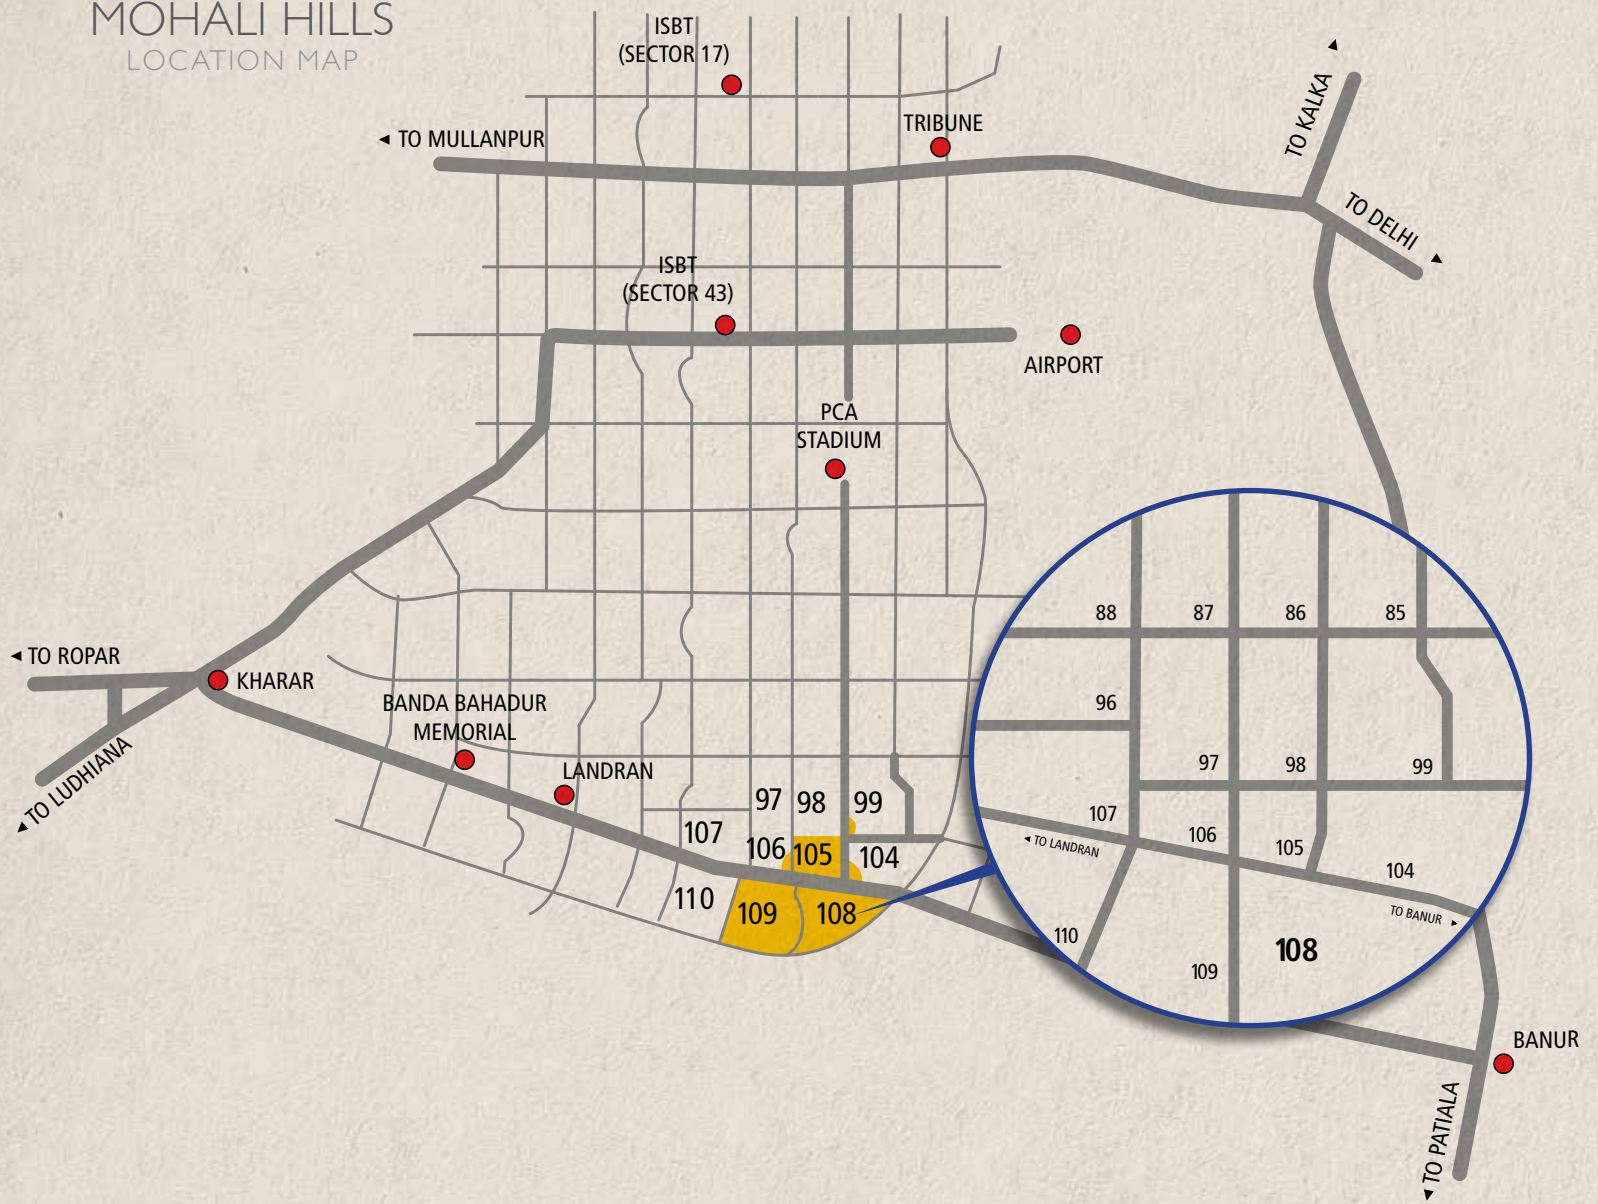 MOHALI HILLS
LOCATION MAP
ISBT
(SECTOR 17)
TO KALKA
TRIBUNE
TO MULLANPUR
TO DELHI
ISBT
(SECTOR 43)
AIRPORT
PCA
STADIUM
TO ROPAR
KHARAR
BANDA BAHADUR
MEMORIAL
TO LUDHIANA
LANDRAN
97
98
99
107
106
105
104
110
109
108
88
87
86
85
96
97
98
99
107
TO LANDRAN
106
105
104
TO BANUR
110
109
108
BANUR
TO PATIALA